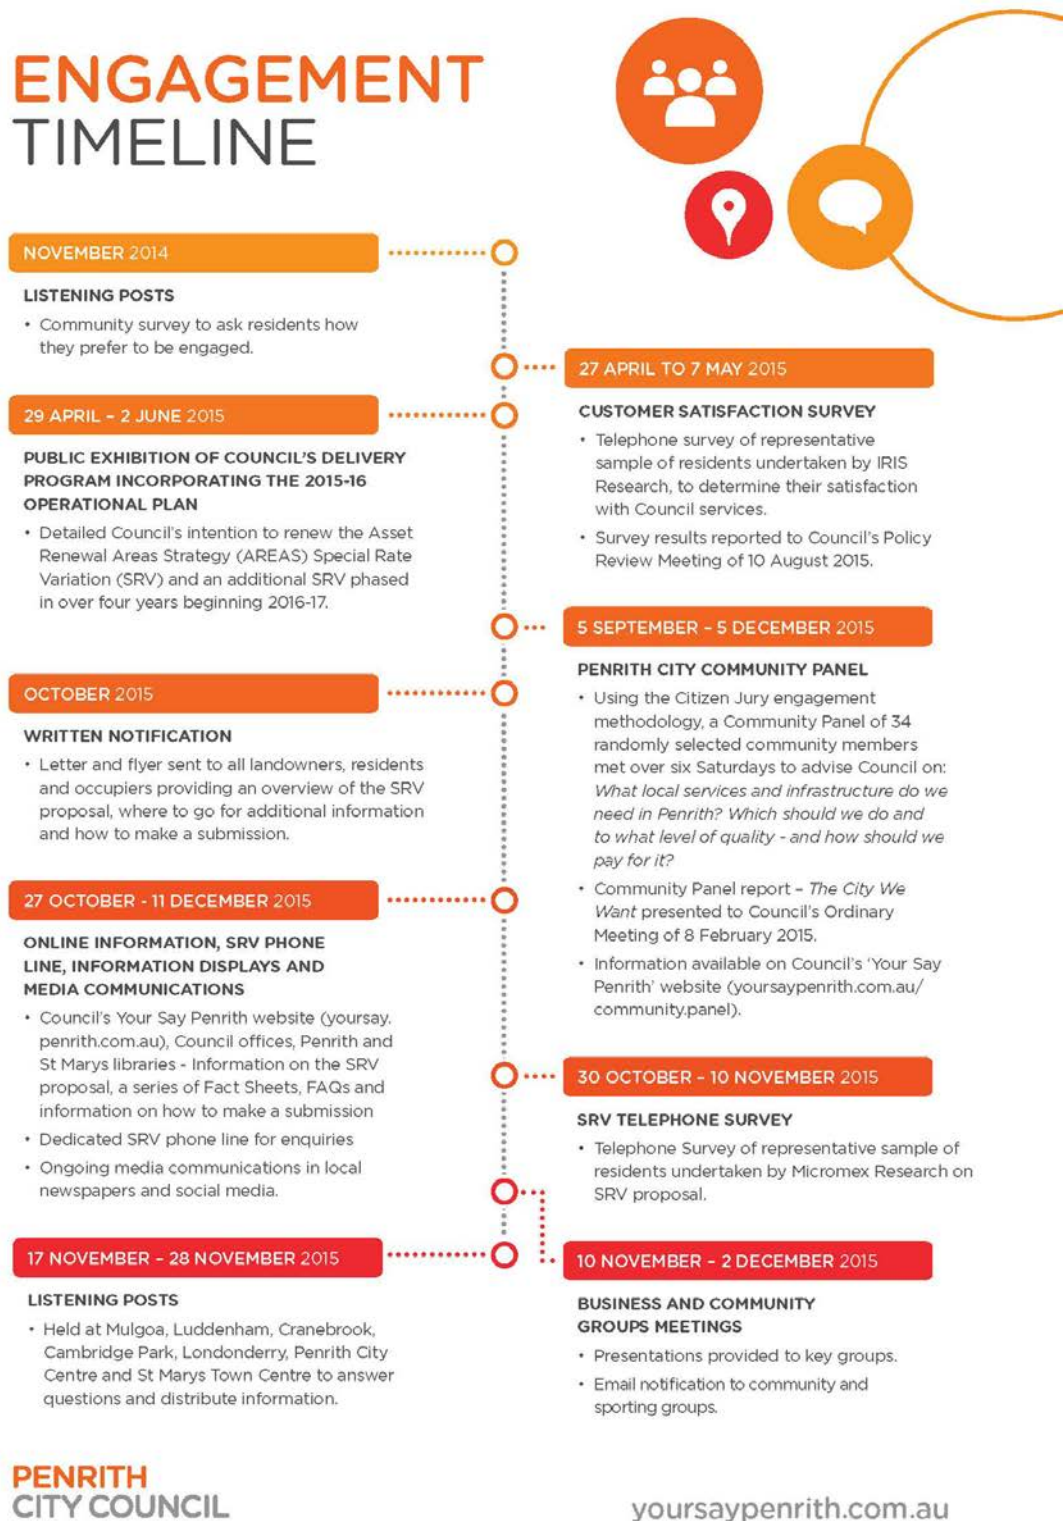 ENGAGEMENT
TIMELINE
NOVEMBER 2014
LISTENING POSTS
• Community survey to ask residents how
they prefer to be engaged.
27 APRIL TO 7 MAY 2015
CUSTOMER SATISFACTION SURVEY
• Telephone survey of representative
sample of residents undertaken by IRIS
Research, to determine their satisfaction
with Council services.
• Survey results reported to Council's Policy
Review Meeting of 10 August 2015.
29 APRIL – 2 JUNE 2015
PUBLIC EXHIBITION OF COUNCIL'S DELIVERY
PROGRAM INCORPORATING THE 2015-16
OPERATIONAL PLAN
• Detailed Council's intention to renew the Asset
Renewal Areas Strategy (AREAS) Special Rate
Variation (SRV) and an additional SRV phased
in over four years beginning 2016-17.
5 SEPTEMBER – 5 DECEMBER 2015
PENRITH CITY COMMUNITY PANEL
• Using the Citizen Jury engagement
methodology, a Community Panel of 34
randomly selected community members
met over six Saturdays to advise Council on:
What local services and infrastructure do we
need in Penrith? Which should we do and
to what level of quality - and how should we
pay for it?
• Community Panel report – The City We
Want presented to Council's Ordinary
Meeting of 8 February 2015.
• Information available on Council's 'Your Say
Penrith' website (yoursaypenrith.com.au/
community.panel).
OCTOBER 2015
WRITTEN NOTIFICATION
• Letter and flyer sent to all landowners, residents
and occupiers providing an overview of the SRV
proposal, where to go for additional information
and how to make a submission.
27 OCTOBER - 11 DECEMBER 2015
ONLINE INFORMATION, SRV PHONE
LINE, INFORMATION DISPLAYS AND
MEDIA COMMUNICATIONS
• Council's Your Say Penrith website (yoursay.
penrith.com.au), Council offices, Penrith and
St Marys libraries - Information on the SRV
proposal, a series of Fact Sheets, FAQs and
information on how to make a submission
• Dedicated SRV phone line for enquiries
• Ongoing media communications in local
newspapers and social media.
30 OCTOBER – 10 NOVEMBER 2015
SRV TELEPHONE SURVEY
• Telephone Survey of representative sample of
residents undertaken by Micromex Research on
SRV proposal.
17 NOVEMBER – 28 NOVEMBER 2015
LISTENING POSTS
• Held at Mulgoa, Luddenham, Cranebrook,
Cambridge Park, Londonderry, Penrith City
Centre and St Marys Town Centre to answer
questions and distribute information.
10 NOVEMBER – 2 DECEMBER 2015
BUSINESS AND COMMUNITY
GROUPS MEETINGS
• Presentations provided to key groups.
• Email notification to community and
sporting groups.
PENRITH
CITY COUNCIL
yoursaypenrith.com.au